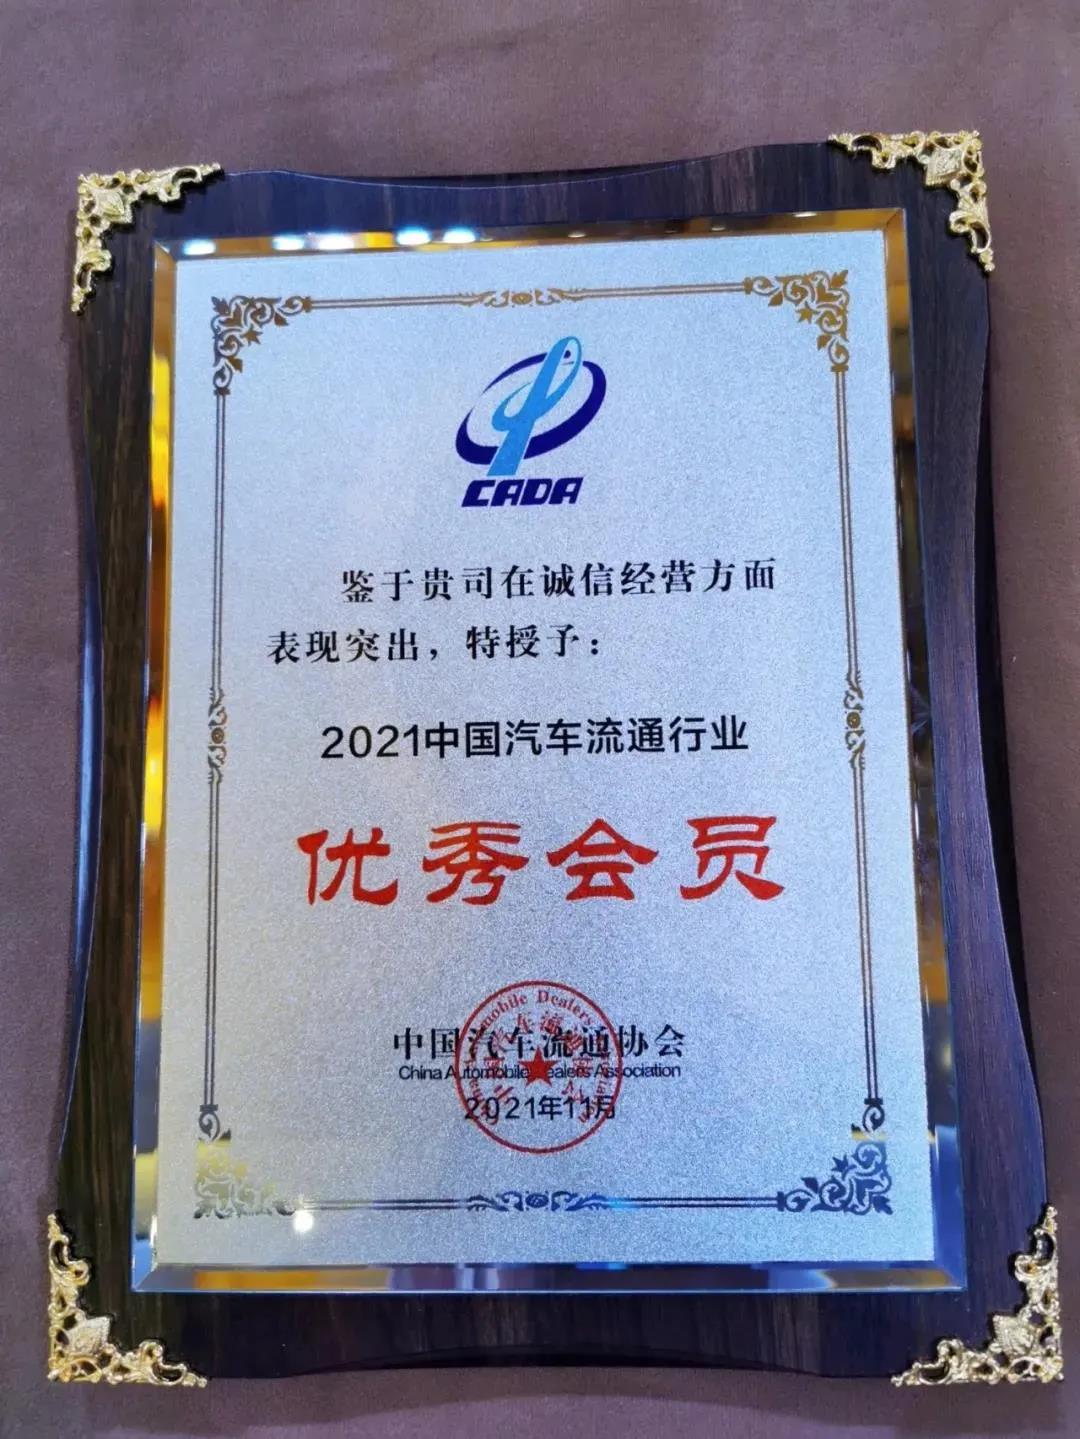 CADA
鉴于贵司在诚信经营方面
表现突出，特授予：
2021中国汽车流通行业
优秀会员
中国汽车流通协会
China Automobile Dealers Association
2021年11月